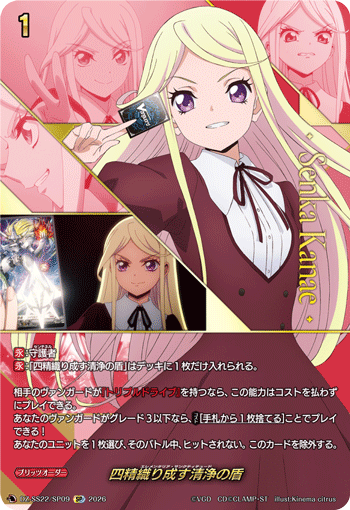 1
Senka Kanae
永:守護者
永:「四精織り成す清浄の盾」はデッキに1枚だけ入れられる。
相手のヴァンガードが『トリプルドライブ』を持つなら、この能力はコストを払わず
にプレイできる。
あなたのヴァンガードがグレード3以下なら、【手札から1枚捨てる】ことでプレイ
できる!
あなたのユニットを1枚選び、そのバトル中、ヒットされない。このカードを除外する。
ブリッツオーダー
四精織り成す清浄の盾
DZ-SS22/SP09 SP 2026 ©VGD CD©CLAMP・ST illust:Kinema citrus